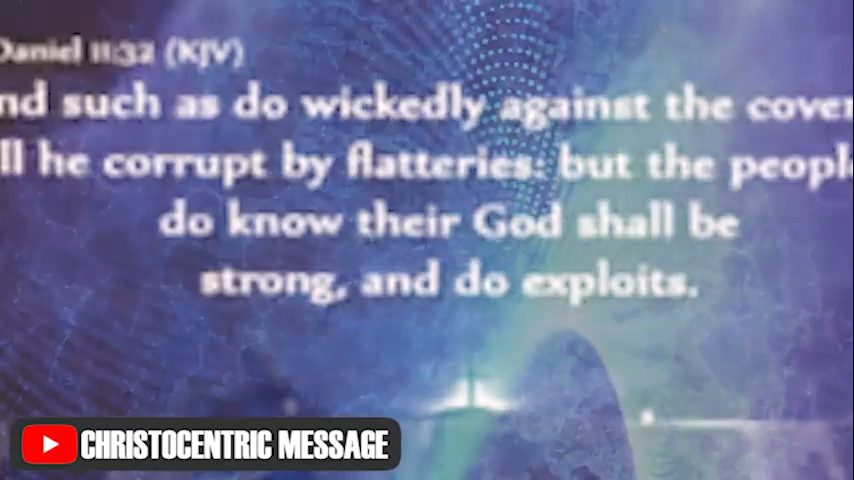 Daniel 11:32 (KJV)
nd such as do wickedly against the cover
ll he corrupt by flatteries: but the people
do know their God shall be
strong, and do exploits.
CHRISTOCENTRIC MESSAGE